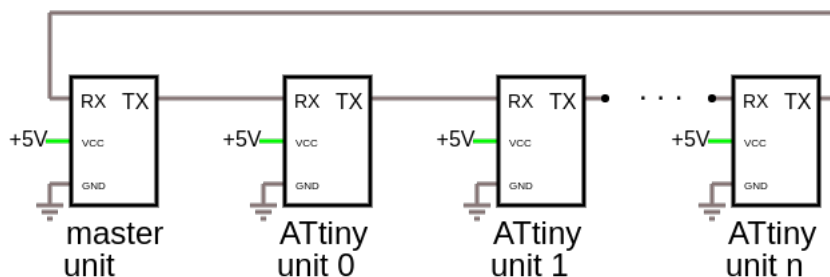 RX TX RX TX RX TX . . . RX TX
+5V VCC +5V VCC +5V VCC +5V VCC
GND GND GND GND
master ATtiny ATtiny ATtiny
unit unit 0 unit 1 unit n